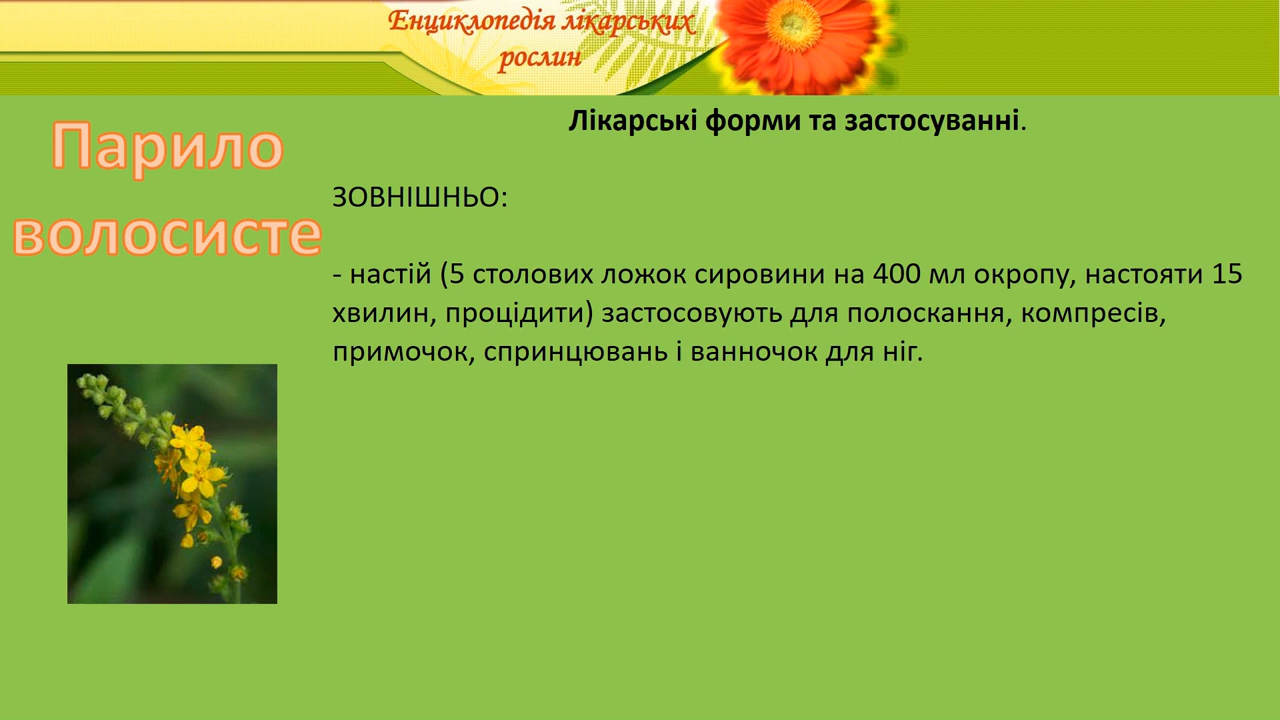 Енциклопедія лікарських
рослин
Парило
волосисте
Лікарські форми та застосуванні.
ЗОВНІШНЬО:
- настій (5 столових ложок сировини на 400 мл окропу, настояти 15
хвилин, процідити) застосовують для полоскання, компресів,
примочок, спринцювань і ванночок для ніг.